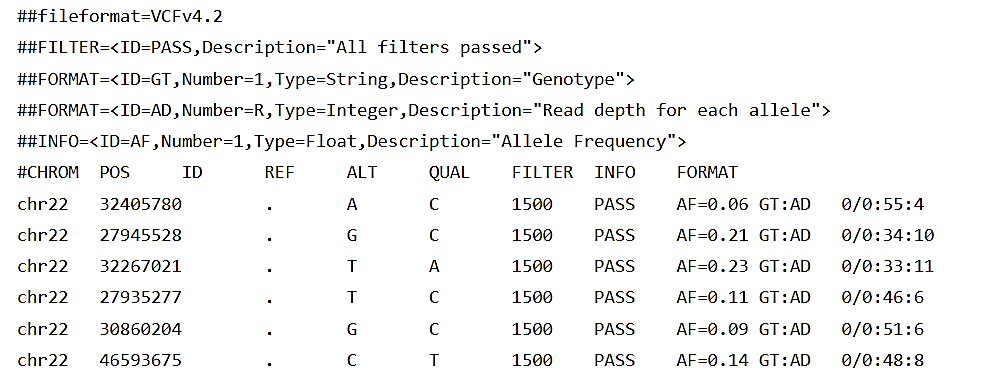 ##fileformat=VCFv4.2
##FILTER=<ID=PASS,Description="All filters passed">
##FORMAT=<ID=GT,Number=1,Type=String,Description="Genotype">
##FORMAT=<ID=AD,Number=R,Type=Integer,Description="Read depth for each allele">
##INFO=<ID=AF,Number=1,Type=Float,Description="Allele Frequency">
#CHROM POS ID REF ALT QUAL FILTER INFO FORMAT
chr22 32405780 . A C 1500 PASS AF=0.06 GT:AD 0/0:55:4
chr22 27945528 . G C 1500 PASS AF=0.21 GT:AD 0/0:34:10
chr22 32267021 . T A 1500 PASS AF=0.23 GT:AD 0/0:33:11
chr22 27935277 . T C 1500 PASS AF=0.11 GT:AD 0/0:46:6
chr22 30860204 . G C 1500 PASS AF=0.09 GT:AD 0/0:51:6
chr22 46593675 . C T 1500 PASS AF=0.14 GT:AD 0/0:48:8